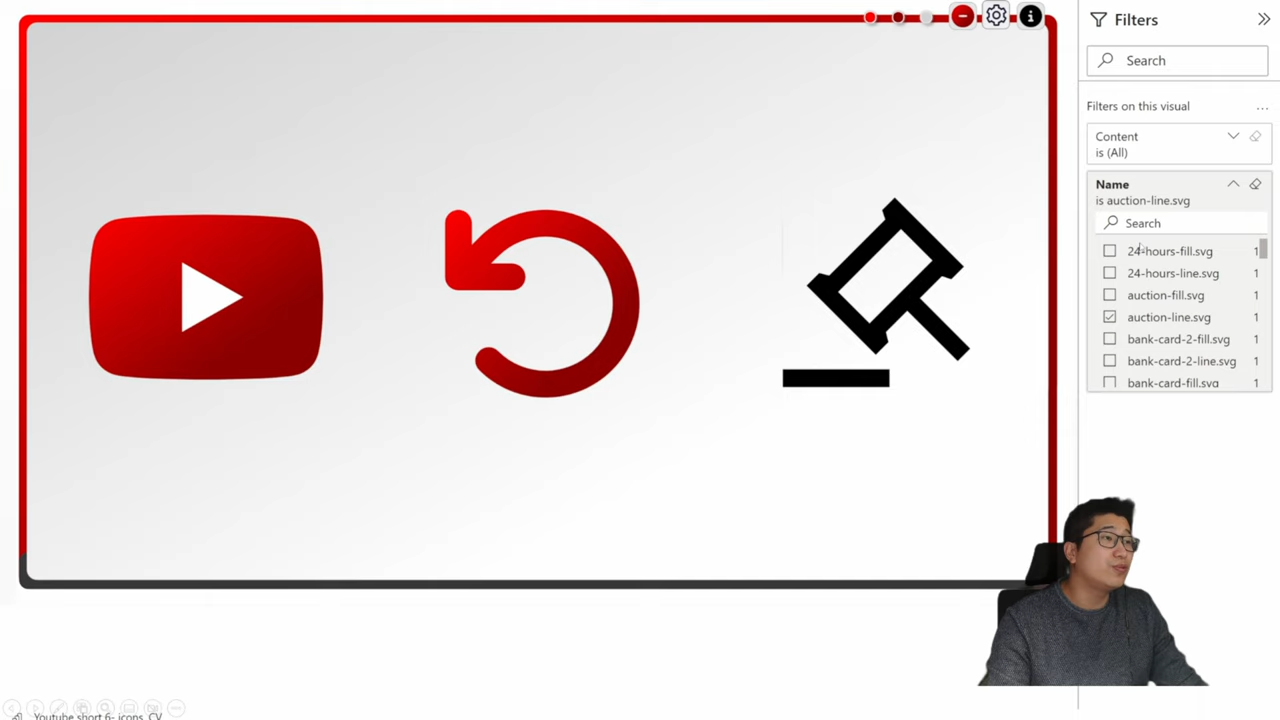 Filters
Search
Filters on this visual
...
Content
is (All)
Name
is auction-line.svg
Search
24-hours-fill.svg 1
24-hours-line.svg 1
auction-fill.svg 1
auction-line.svg 1
bank-card-2-fill.svg 1
bank-card-2-line.svg 1
bank-card-fill.svg 1
Youtube short 6- icons, CV